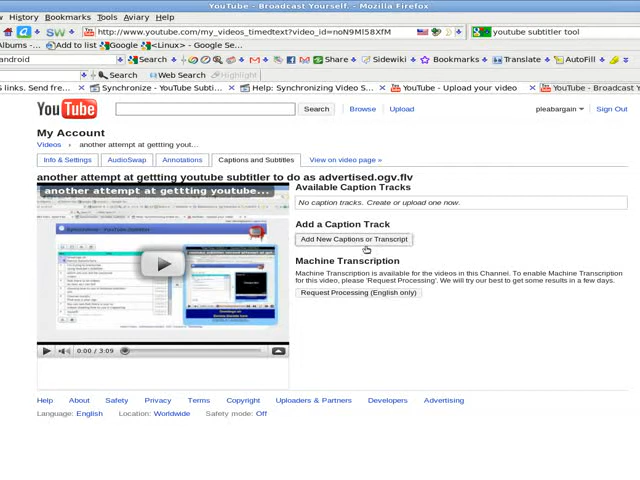 YouTube - Broadcast Yourself. - Mozilla Firefox
History Bookmarks Tools Aviary Help
http://www.youtube.com/my_videos_timedtext?video_id=noN9MI58XfM
youtube subtitler tool
Albums -... Add to list Google <Linux> - Google Se...
android Search Share Sidewiki Bookmarks Translate AutoFill
Search Web Search Highlight
links. Send fre... Synchronize - YouTube Subti... Help: Synchronizing Video S... YouTube - Upload your video YouTube - Broadcast Y
YouTube Search Browse Upload pleabargain Sign Out
My Account
Videos › another attempt at gettting yout...
Info & Settings AudioSwap Annotations Captions and Subtitles View on video page »
another attempt at gettting youtube subtitler to do as advertised.ogv.flv
another attempt at gettting youtube...
Available Caption Tracks
No caption tracks. Create or upload one now.
Add a Caption Track
Add New Captions or Transcript
Machine Transcription
Machine Transcription is available for the videos in this Channel. To enable Machine Transcription
for this video, please 'Request Processing'. We will try our best to get some results in a few days.
Request Processing (English only)
0:00 / 3:09
Help About Safety Privacy Terms Copyright Uploaders & Partners Developers Advertising
Language: English Location: Worldwide Safety mode: Off